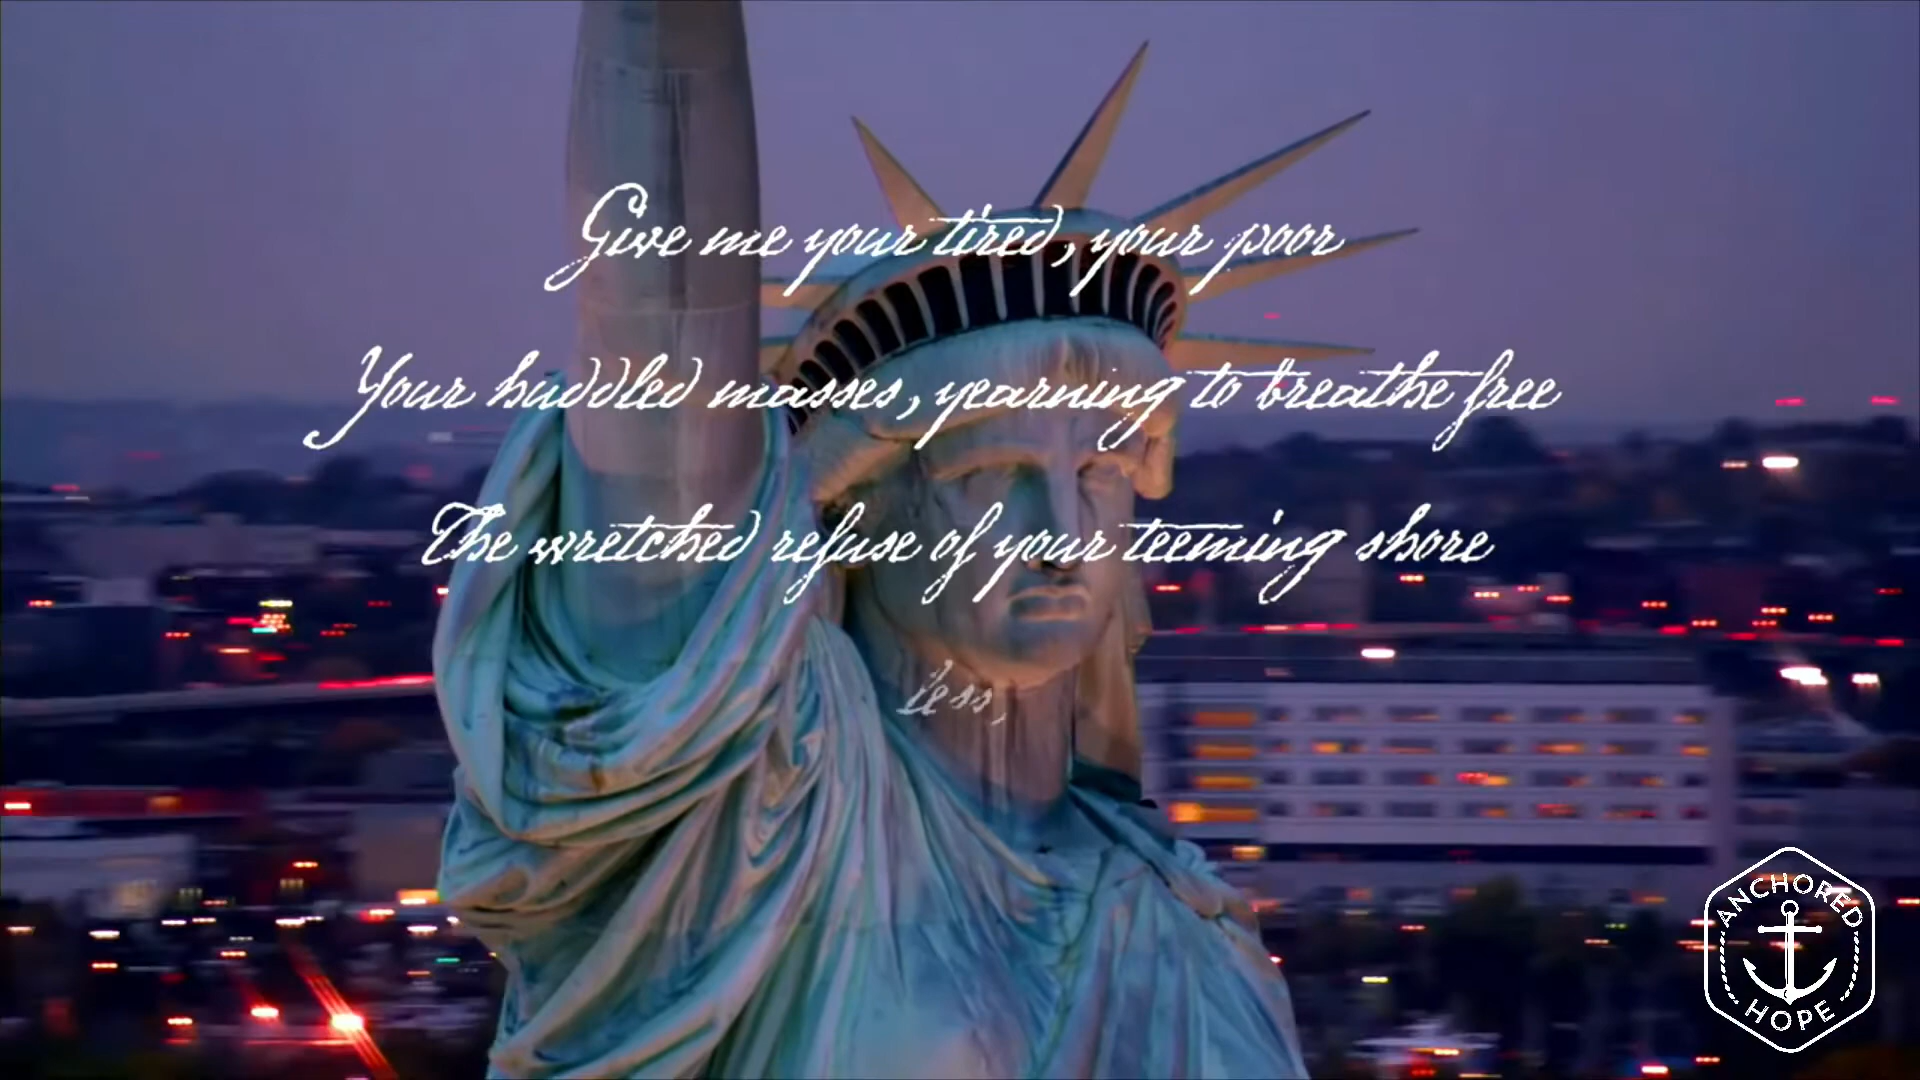 Give me your tired, your poor
Your huddled masses, yearning to breathe free
The wretched refuse of your teeming shore
less,
ANCHORED
HOPE